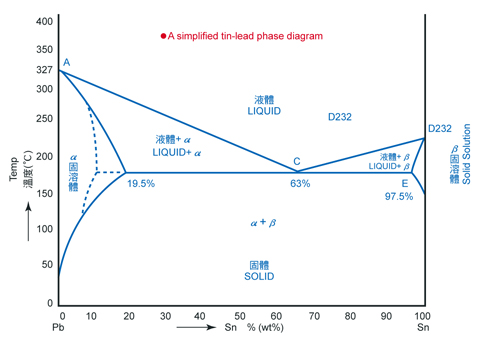 ●A simplified tin-lead phase diagram
400
350
327
300
250
200
150
100
50
0
Temp
溫度(℃)
A
液體
LIQUID
D232
D232
液體+α
LIQUID+α
α
固溶體
C
液體+β
LIQUID+β
β
固溶體
Solid Solution
19.5%
63%
E
97.5%
α+β
固體
SOLID
0
10
20
30
40
50
60
70
80
90
100
Pb
Sn % (wt%)
Sn